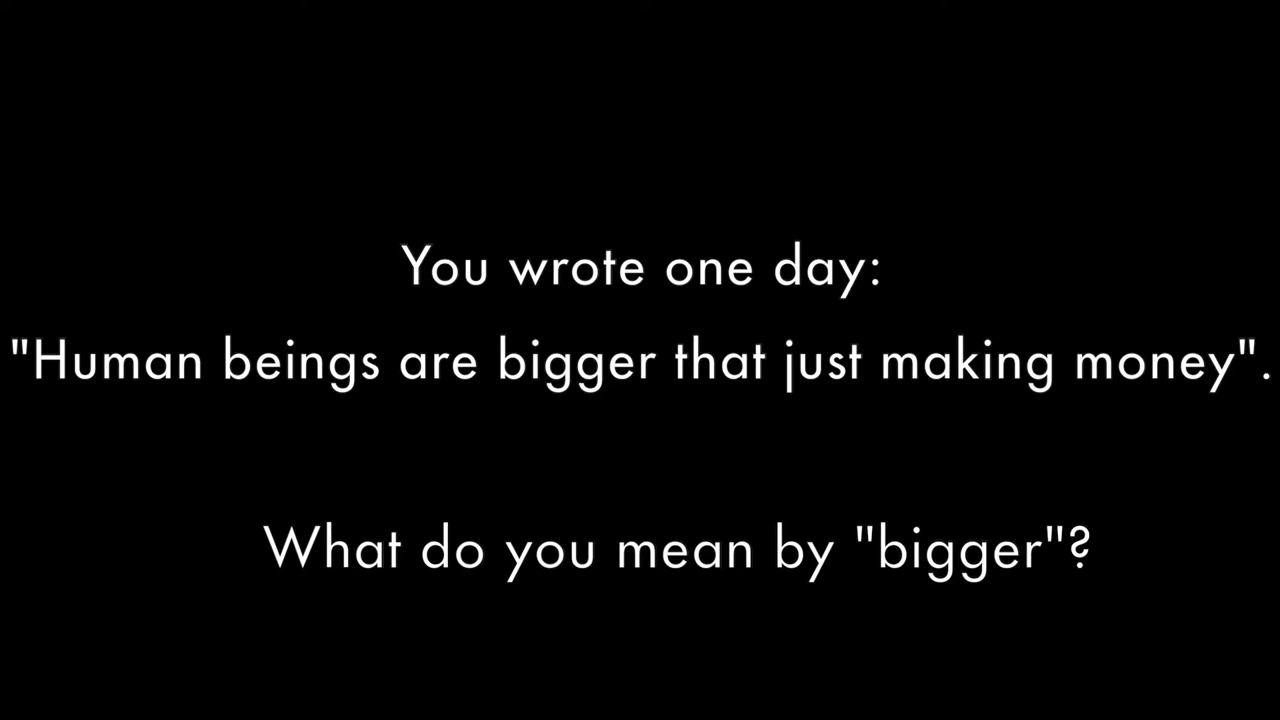 You wrote one day:
"Human beings are bigger that just making money".
What do you mean by "bigger"?